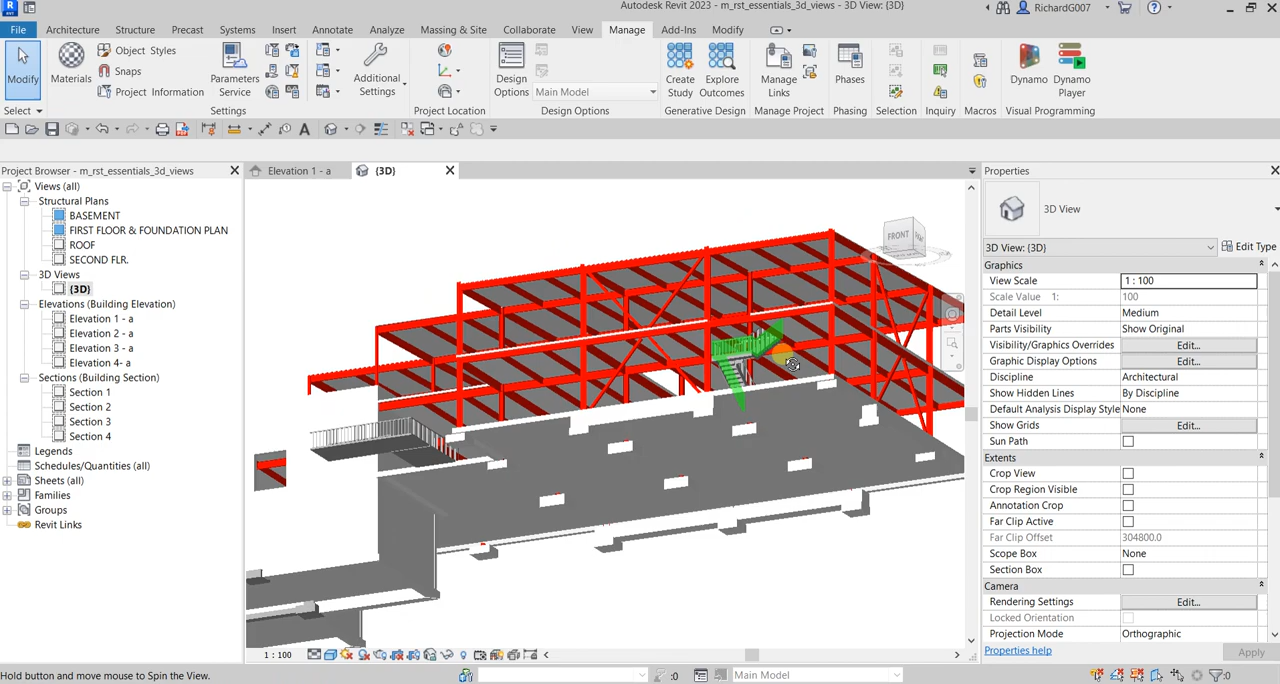 Autodesk Revit 2023 - m_rst_essentials_3d_views - 3D View: {3D}
RichardG007
File Architecture Structure Precast Systems Insert Annotate Analyze Massing & Site Collaborate View Manage Add-Ins Modify
Modify
Materials
Object Styles
Snaps
Project Information
Parameters
Service
Additional
Settings
Design
Options
Main Model
Create
Study
Explore
Outcomes
Manage
Links
Phases
Dynamo
Dynamo
Player
Select
Settings
Project Location
Design Options
Generative Design
Manage Project
Phasing
Selection
Inquiry
Macros
Visual Programming
Project Browser - m_rst_essentials_3d_views
Views (all)
Structural Plans
BASEMENT
FIRST FLOOR & FOUNDATION PLAN
ROOF
SECOND FLR.
3D Views
{3D}
Elevations (Building Elevation)
Elevation 1 - a
Elevation 2 - a
Elevation 3 - a
Elevation 4- a
Sections (Building Section)
Section 1
Section 2
Section 3
Section 4
Legends
Schedules/Quantities (all)
Sheets (all)
Families
Groups
Revit Links
Elevation 1 - a
{3D}
FRONT
1 : 100
Properties
3D View
3D View: {3D}
Edit Type
Graphics
View Scale 1 : 100
Scale Value 1: 100
Detail Level Medium
Parts Visibility Show Original
Visibility/Graphics Overrides Edit...
Graphic Display Options Edit...
Discipline Architectural
Show Hidden Lines By Discipline
Default Analysis Display Style None
Show Grids Edit...
Sun Path
Extents
Crop View
Crop Region Visible
Annotation Crop
Far Clip Active
Far Clip Offset 304800.0
Scope Box None
Section Box
Camera
Rendering Settings Edit...
Locked Orientation
Projection Mode Orthographic
Properties help
Apply
Hold button and move mouse to Spin the View.
:0
Main Model
:0